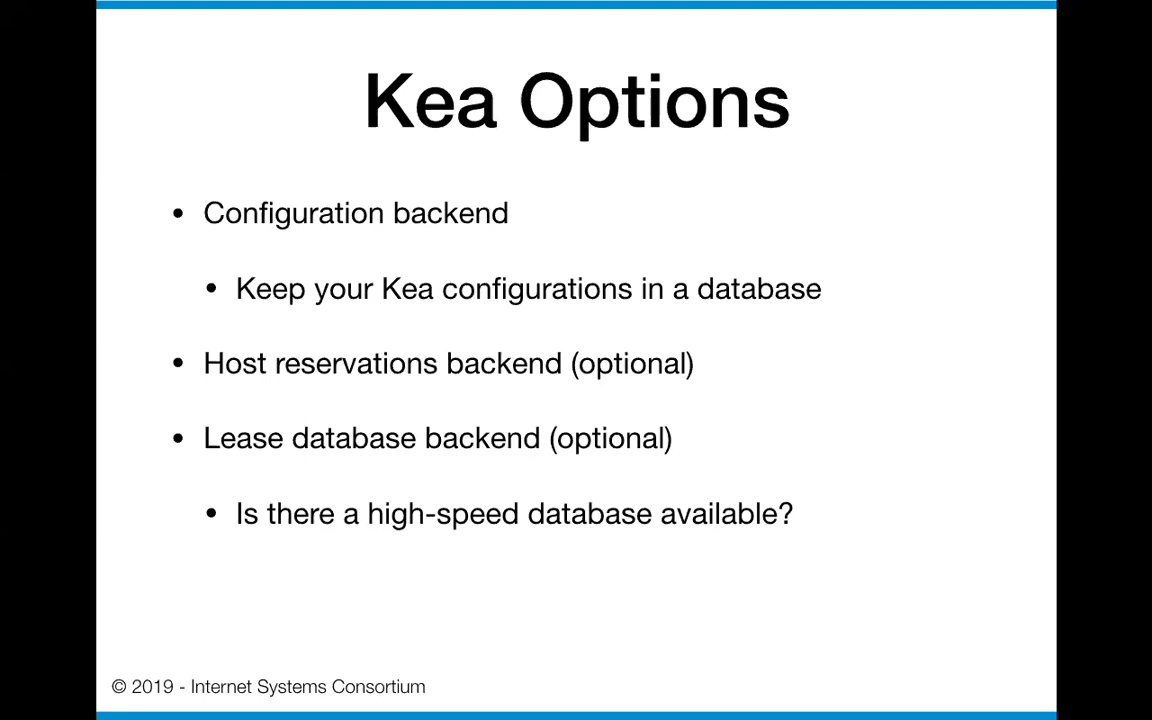 Kea Options
• Configuration backend
• Keep your Kea configurations in a database
• Host reservations backend (optional)
• Lease database backend (optional)
• Is there a high-speed database available?
© 2019 - Internet Systems Consortium